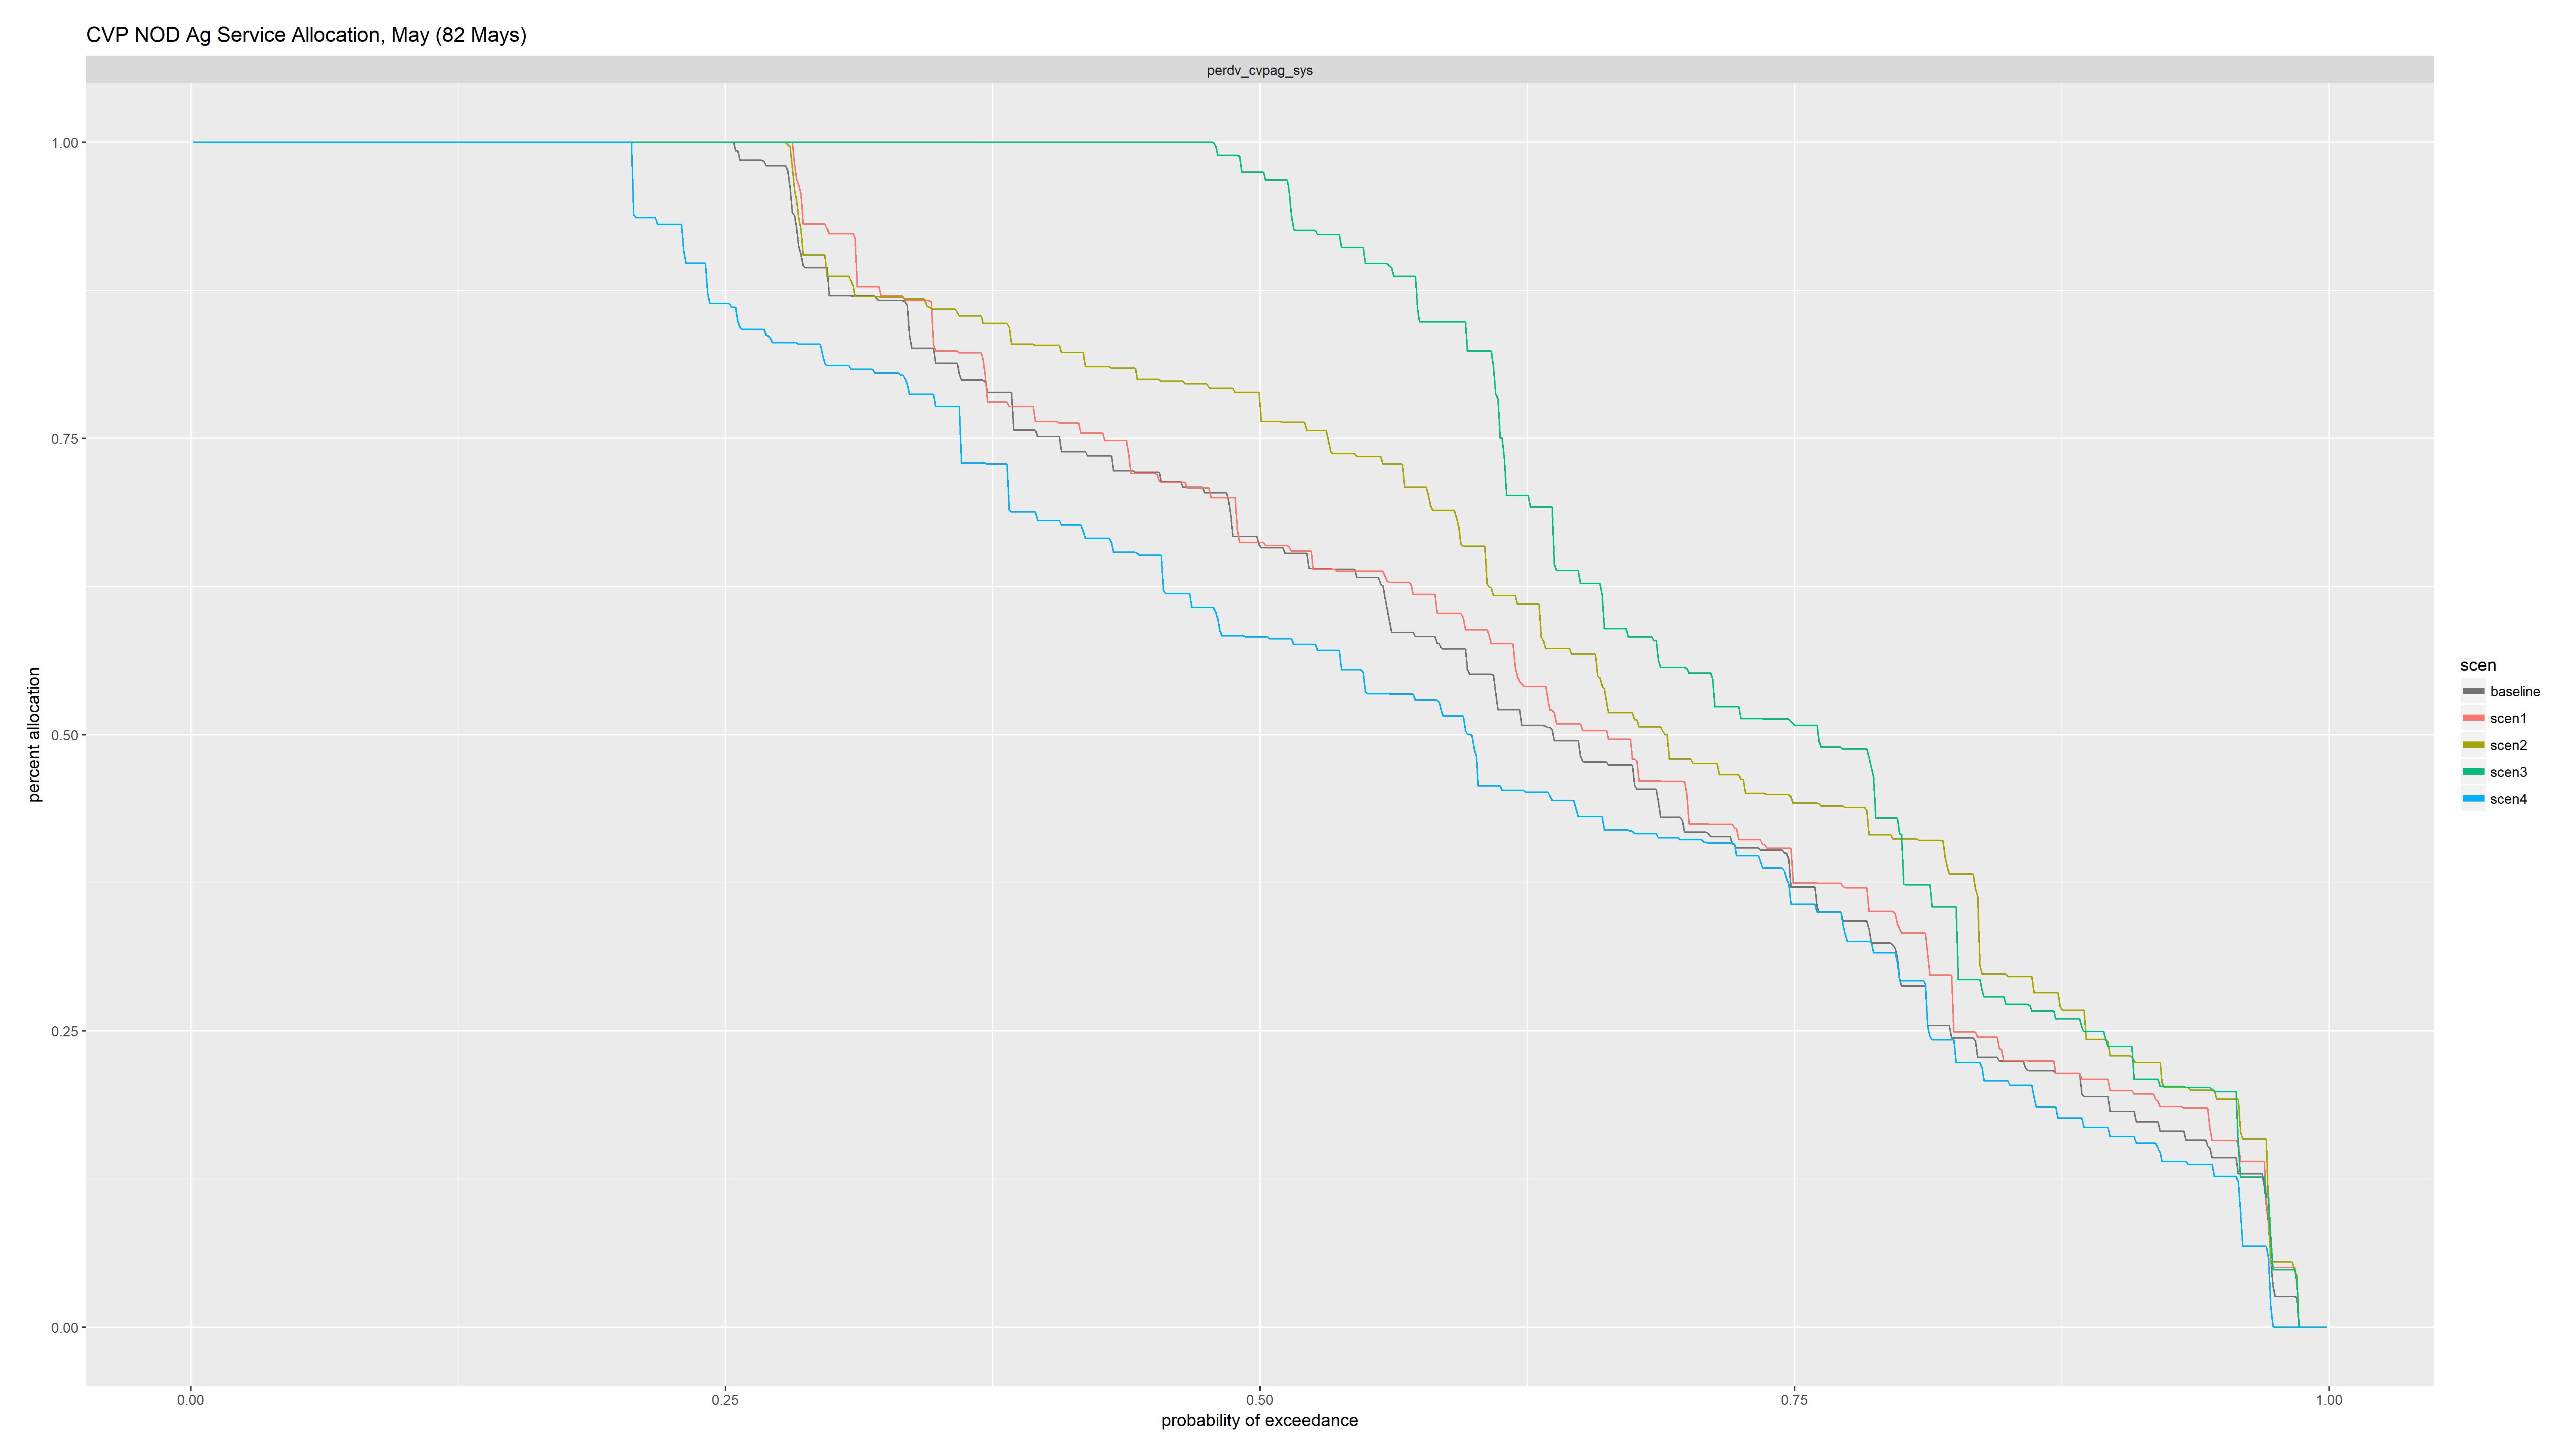 CVP NOD Ag Service Allocation, May (82 Mays)
perdv_cvpag_sys
1.00
0.75
0.50
0.25
0.00
percent allocation
0.00 0.25 0.50 0.75 1.00
probability of exceedance
scen
baseline
scen1
scen2
scen3
scen4